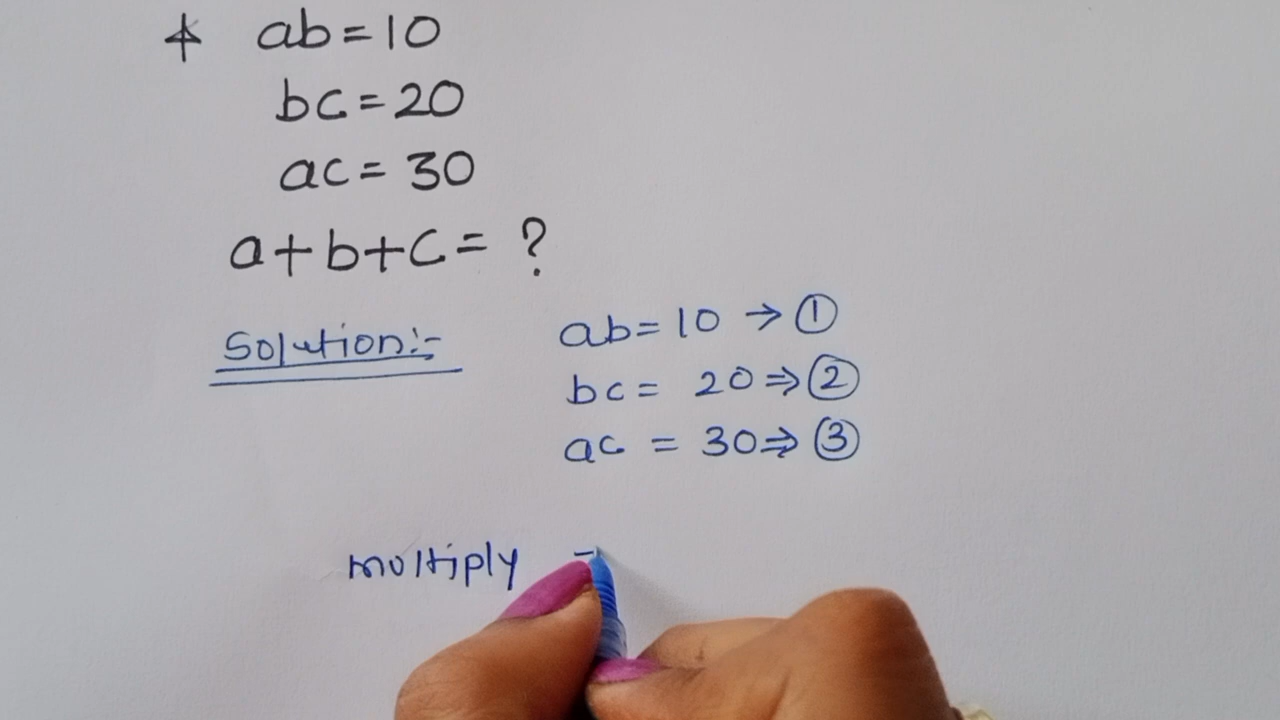 * ab=10
bc=20
ac=30
a+b+c= ?
Solution:-
ab=10 → ①
bc= 20 ⇒ ②
ac = 30 ⇒ ③
multiply